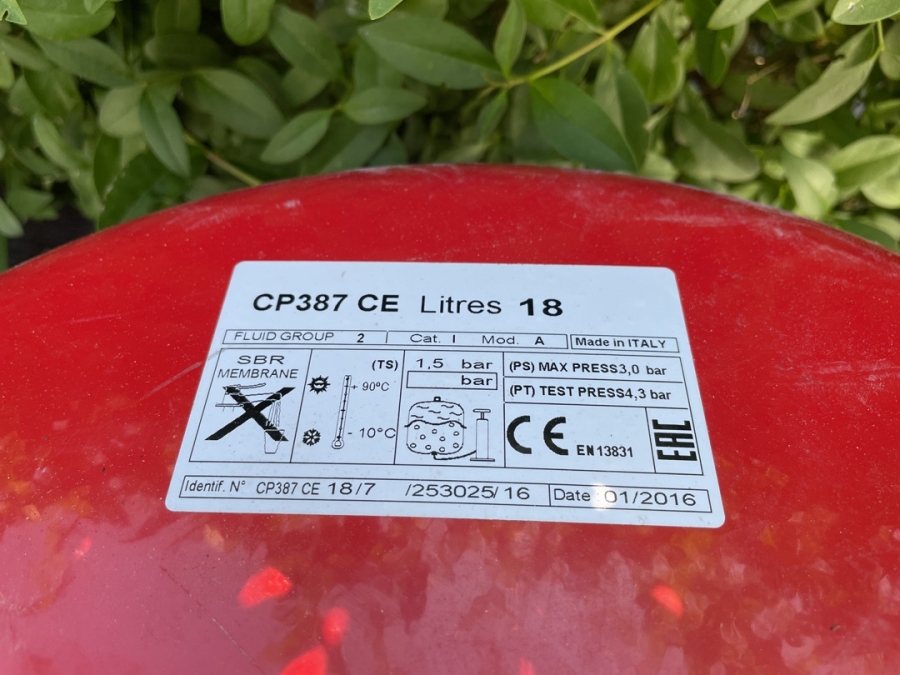 CP387 CE Litres 18
FLUID GROUP 2 Cat. I Mod. A Made in ITALY
SBR
MEMBRANE
(TS)
+ 90°C
- 10°C
1,5 bar
bar
(PS) MAX PRESS3,0 bar
(PT) TEST PRESS4,3 bar
CE EN13831
EAC
Identif. N° CP387 CE 18/7 /253025/16 Date 01/2016